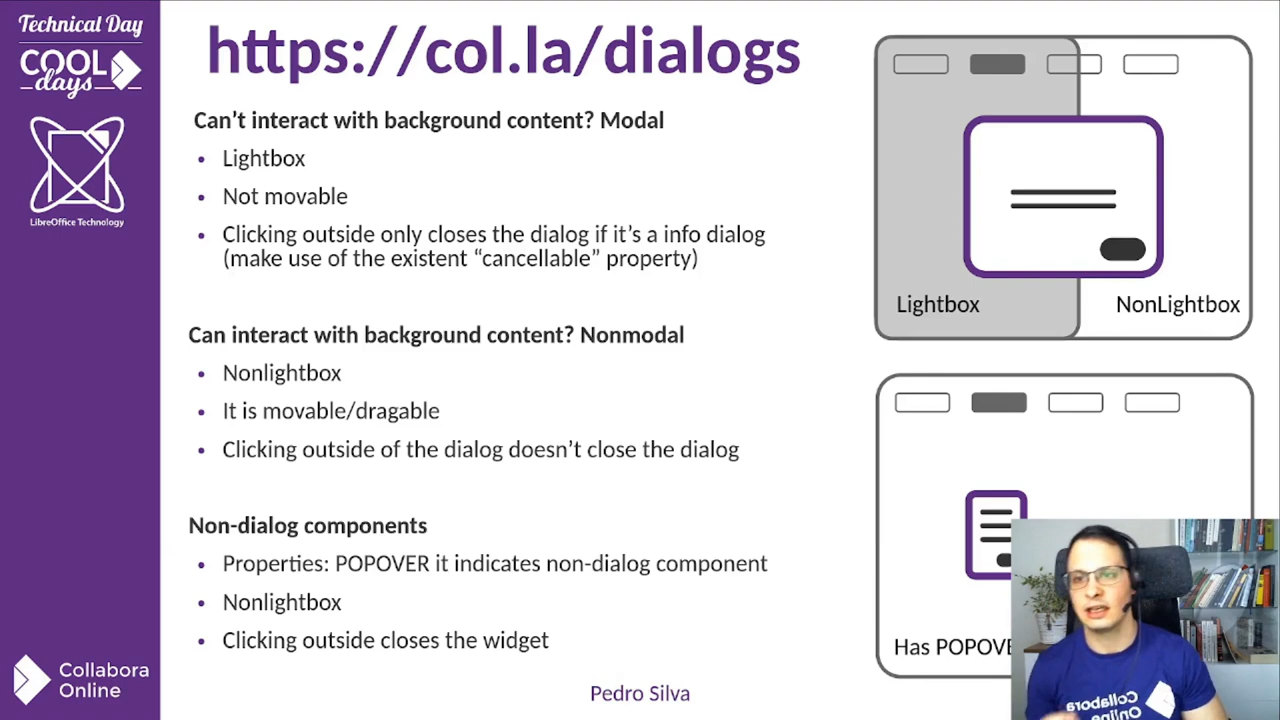 Technical Day
COOL
days
LibreOffice Technology
Collabora
Online
https://col.la/dialogs
Can't interact with background content? Modal
• Lightbox
• Not movable
• Clicking outside only closes the dialog if it's a info dialog
(make use of the existent “cancellable” property)
Can interact with background content? Nonmodal
• Nonlightbox
• It is movable/dragable
• Clicking outside of the dialog doesn't close the dialog
Non-dialog components
• Properties: POPOVER it indicates non-dialog component
• Nonlightbox
• Clicking outside closes the widget
Pedro Silva
Lightbox
NonLightbox
Has POPOVE
Collabora
Online